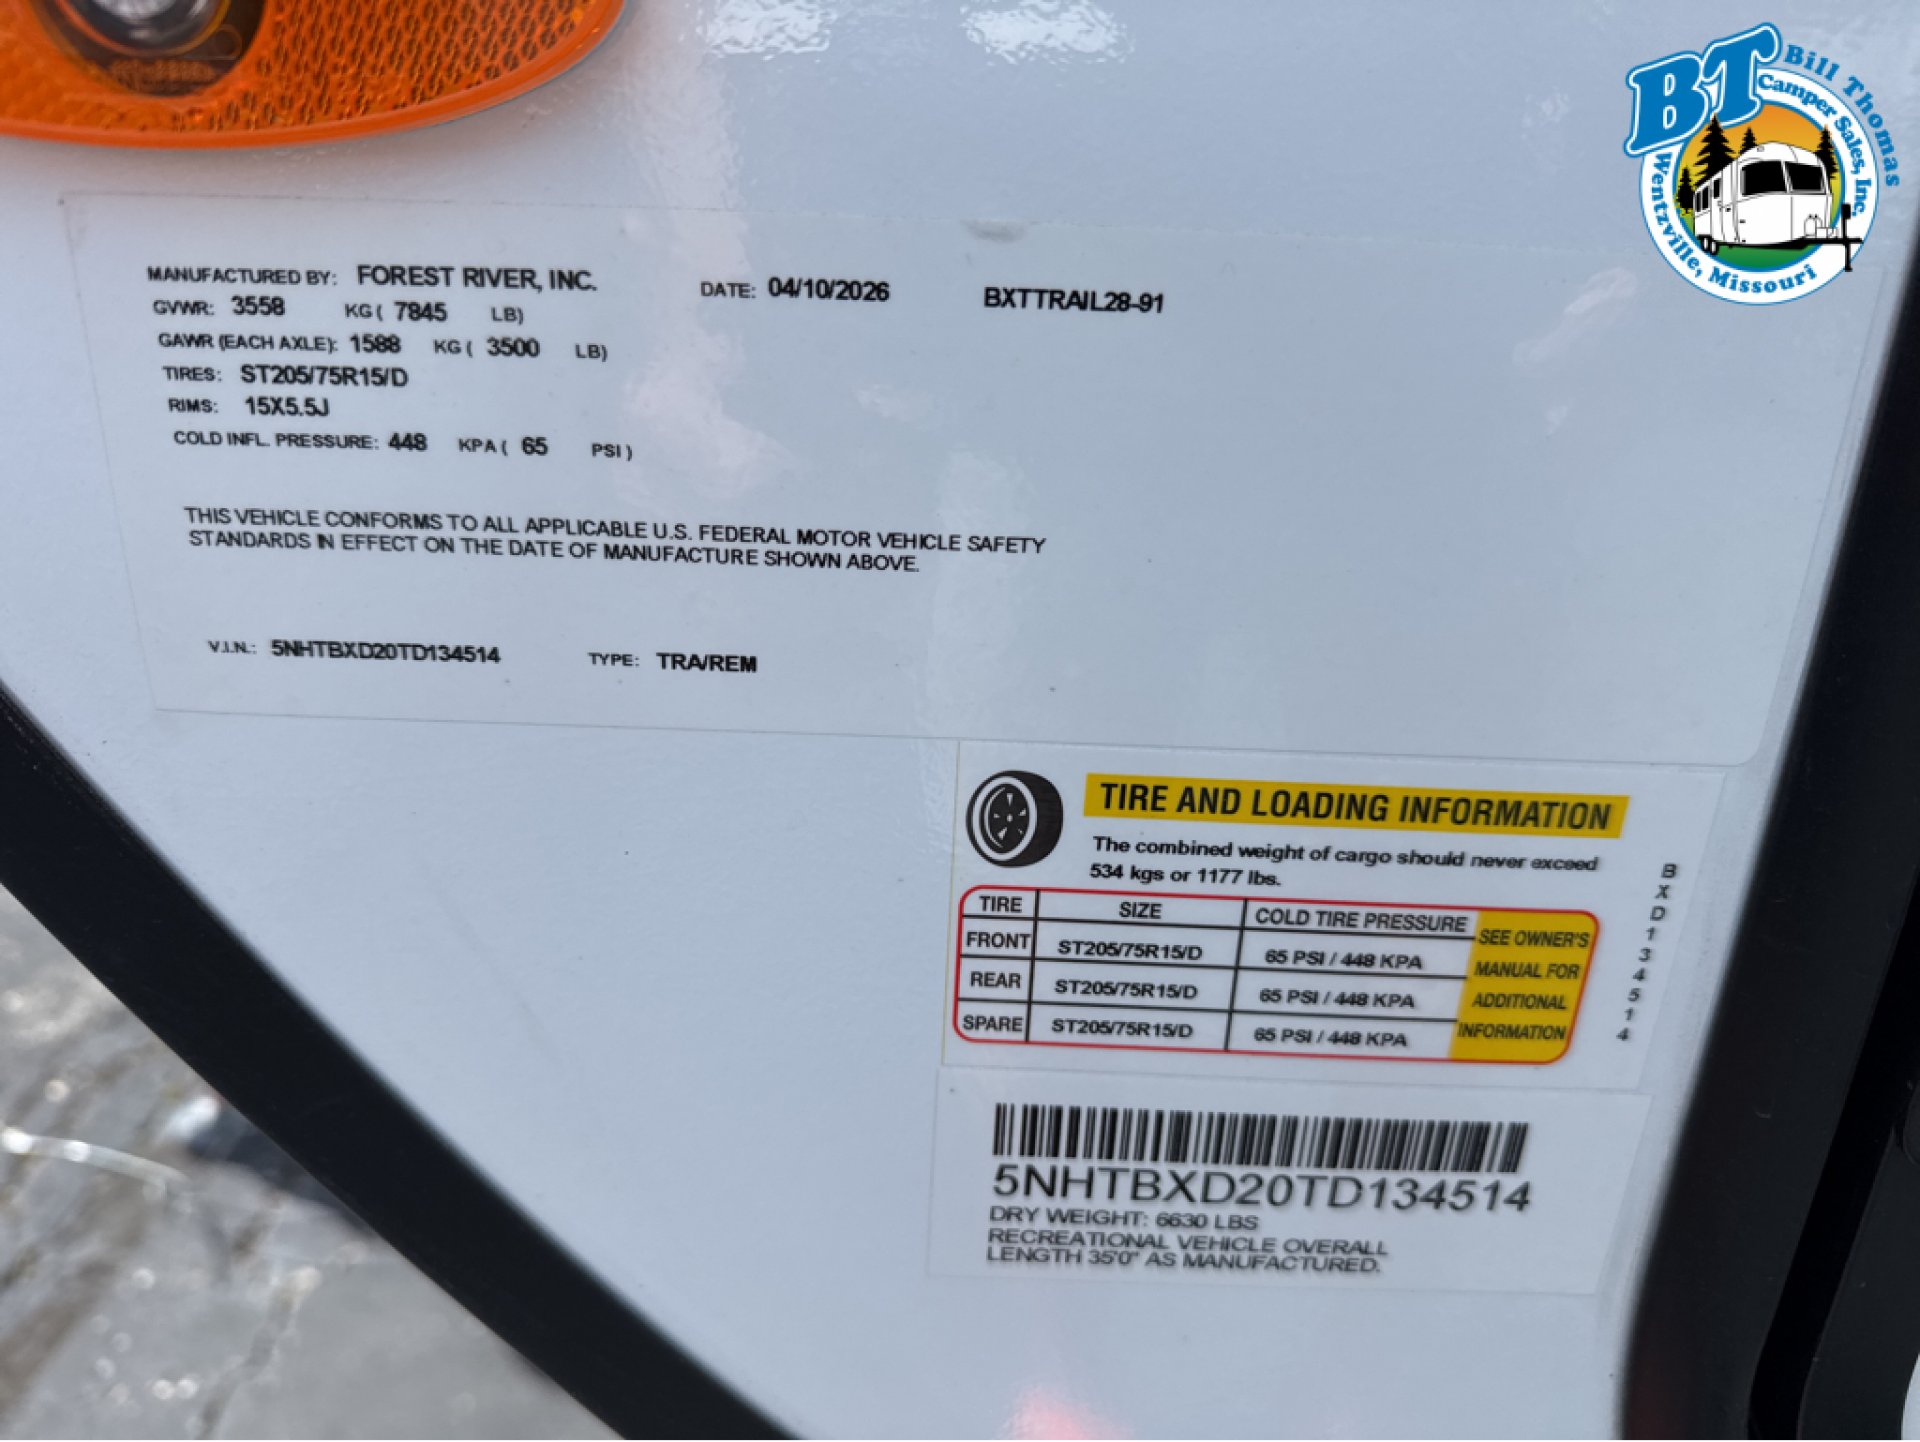 BT Bill Thomas
Camper Sales, Inc.
Wentzville, Missouri
MANUFACTURED BY: FOREST RIVER, INC. DATE: 04/10/2026 BXTTRAIL28-91
GVWR: 3558 KG ( 7845 LB)
GAWR (EACH AXLE): 1588 KG ( 3500 LB)
TIRES: ST205/75R15/D
RIMS: 15X5.5J
COLD INFL. PRESSURE: 448 KPA ( 65 PSI )
THIS VEHICLE CONFORMS TO ALL APPLICABLE U.S. FEDERAL MOTOR VEHICLE SAFETY
STANDARDS IN EFFECT ON THE DATE OF MANUFACTURE SHOWN ABOVE.
V.I.N.: 5NHTBXD20TD134514 TYPE: TRA/REM
TIRE AND LOADING INFORMATION
The combined weight of cargo should never exceed
534 kgs or 1177 lbs.
TIRE SIZE COLD TIRE PRESSURE SEE OWNER'S
FRONT ST205/75R15/D 65 PSI / 448 KPA MANUAL FOR
REAR ST205/75R15/D 65 PSI / 448 KPA ADDITIONAL
SPARE ST205/75R15/D 65 PSI / 448 KPA INFORMATION
BXD134514
5NHTBXD20TD134514
DRY WEIGHT: 6630 LBS
RECREATIONAL VEHICLE OVERALL
LENGTH 35'0" AS MANUFACTURED.